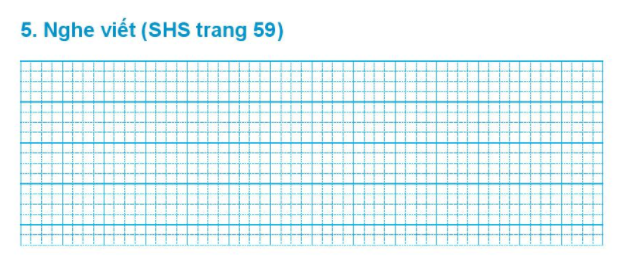 5. Nghe viết (SHS trang 59)